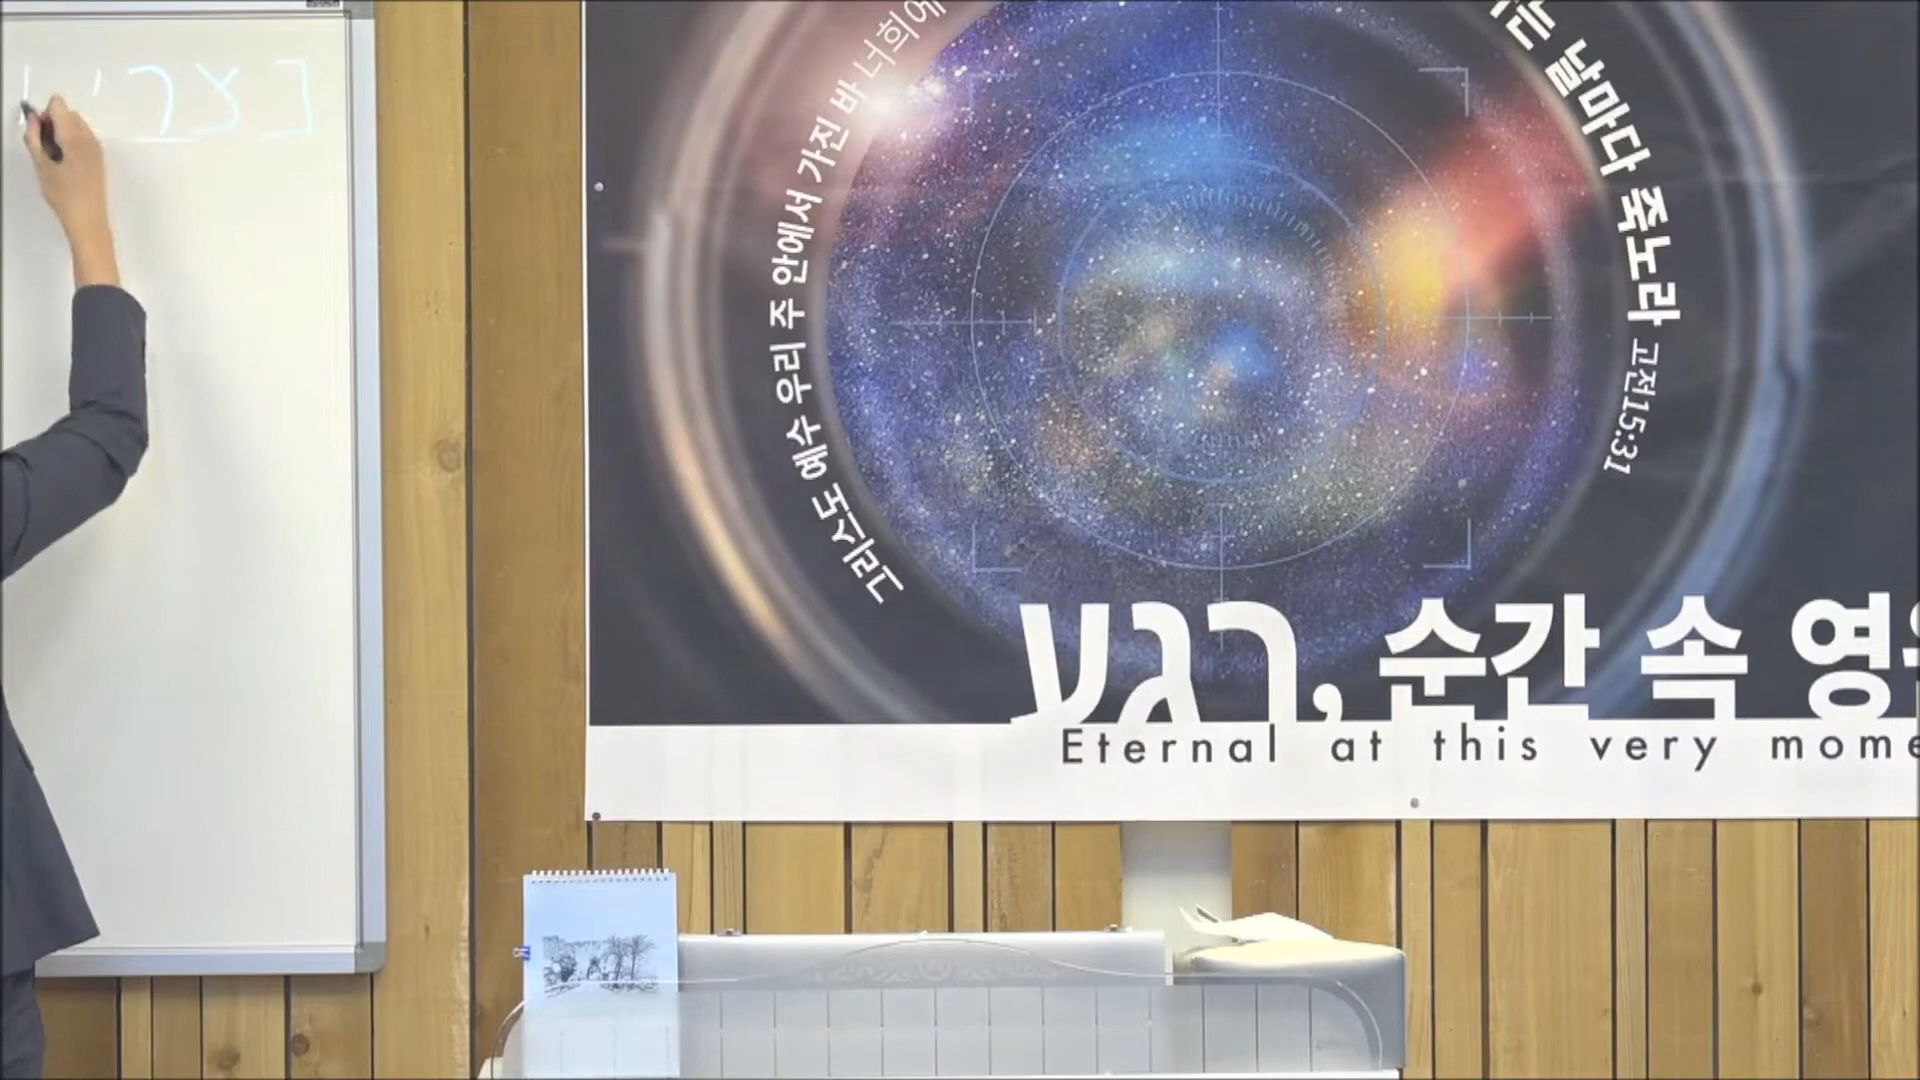 נצרי
그리스도 예수 우리 주 안에서 가진 바 너희에
는 날마다 죽노라 고전15:31
רגע, 순간 속 영
Eternal at this very mome